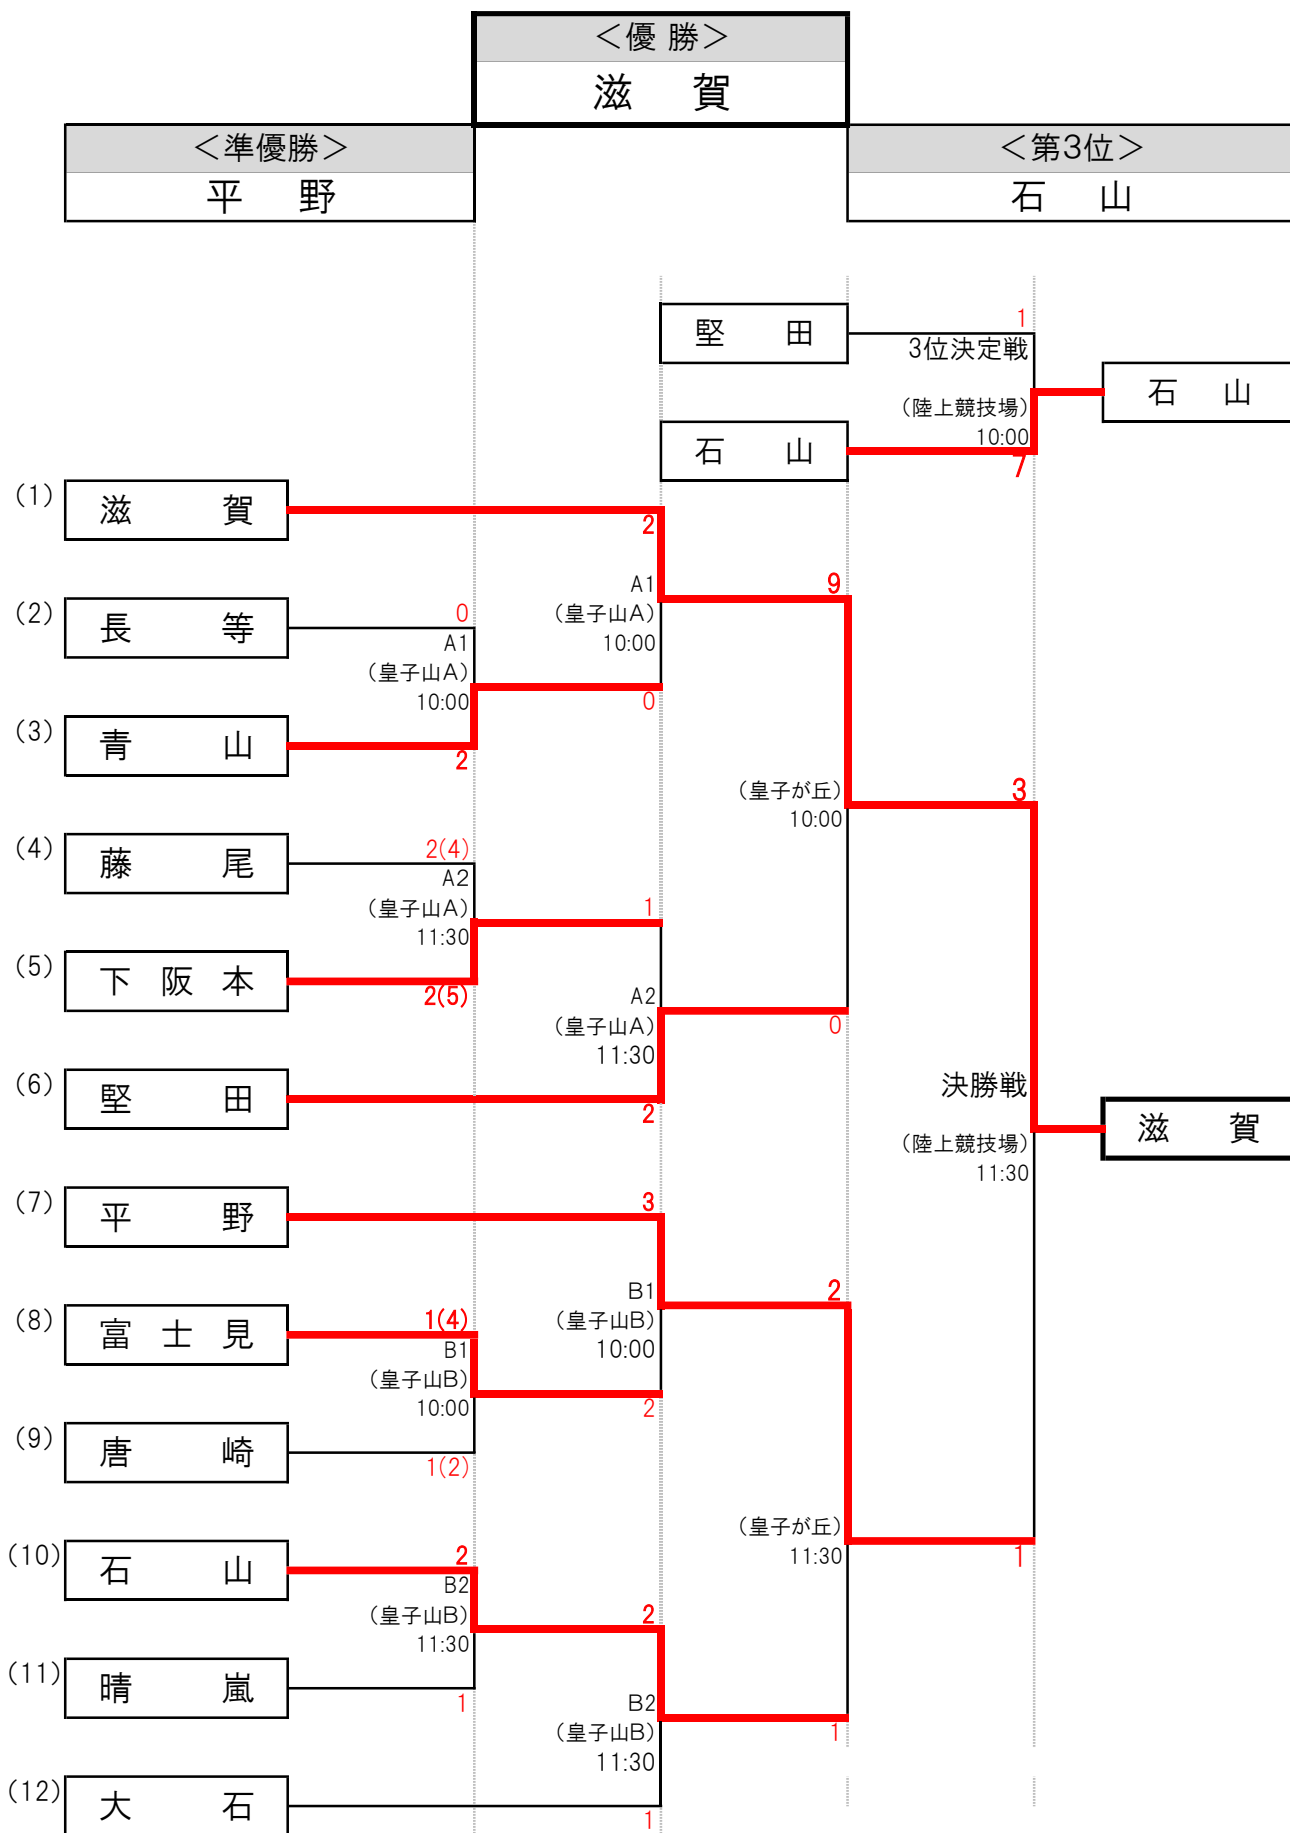 ＜優 勝＞
滋 賀
＜準優勝＞
平 野
＜第3位＞
石 山
堅 田
1
3位決定戦
(陸上競技場)
10:00
石 山
石 山
7
(1)
滋 賀
2
A1
(皇子山A)
10:00
9
(2)
長 等
0
A1
(皇子山A)
10:00
0
(3)
青 山
2
(皇子が丘)
10:00
3
(4)
藤 尾
2(4)
A2
(皇子山A)
11:30
1
(5)
下 阪 本
2(5)
A2
(皇子山A)
11:30
0
(6)
堅 田
2
決勝戦
(陸上競技場)
11:30
滋 賀
(7)
平 野
3
B1
(皇子山B)
10:00
2
(8)
富 士 見
1(4)
B1
(皇子山B)
10:00
2
(9)
唐 崎
1(2)
(皇子が丘)
11:30
1
(10)
石 山
2
B2
(皇子山B)
11:30
2
(11)
晴 嵐
1
B2
(皇子山B)
11:30
1
(12)
大 石
1